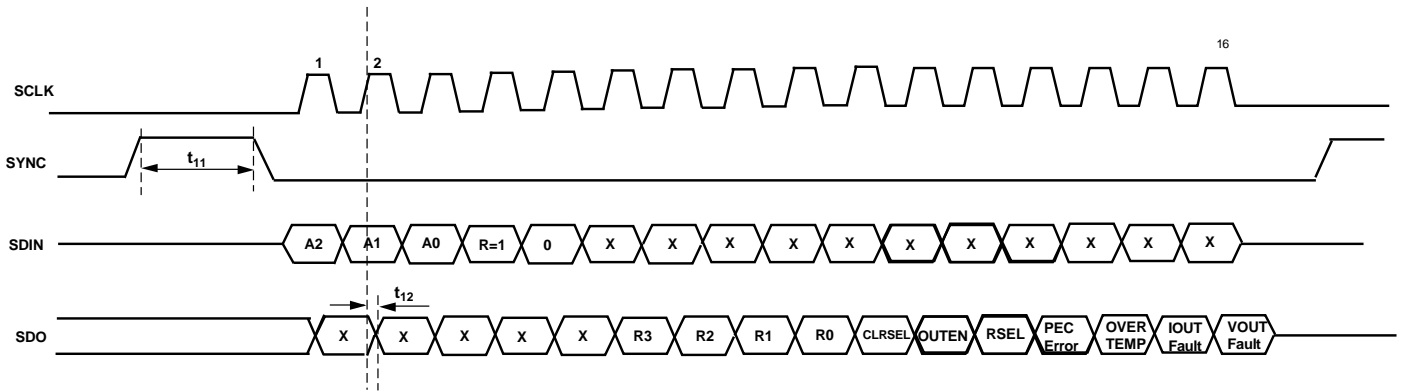 1 2 16
SCLK
SYNC t11
SDIN A2 A1 A0 R=1 0 X X X X X X X X X X X
t12
SDO X X X X X R3 R2 R1 R0 CLRSEL OUTEN RSEL PEC Error OVER TEMP IOUT Fault VOUT Fault